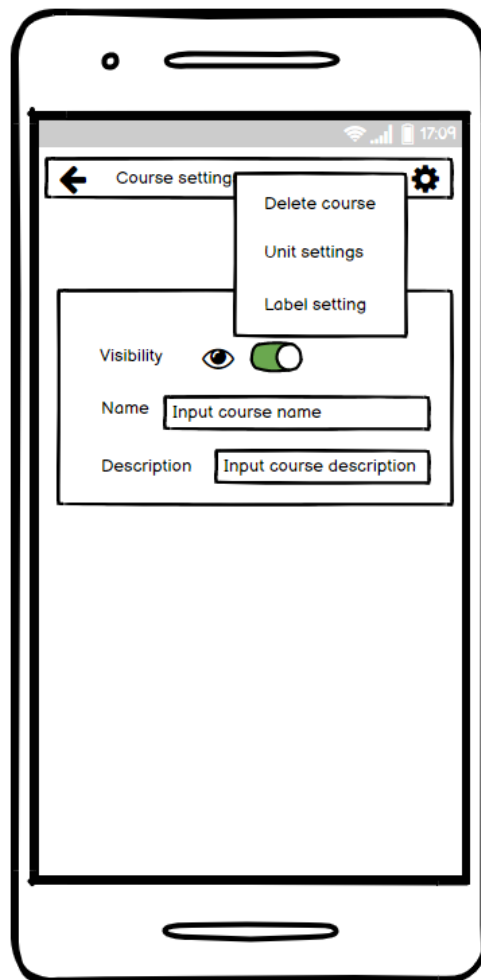 17:09
Course setting
Delete course
Unit settings
Label setting
Visibility
Name
Input course name
Description
Input course description